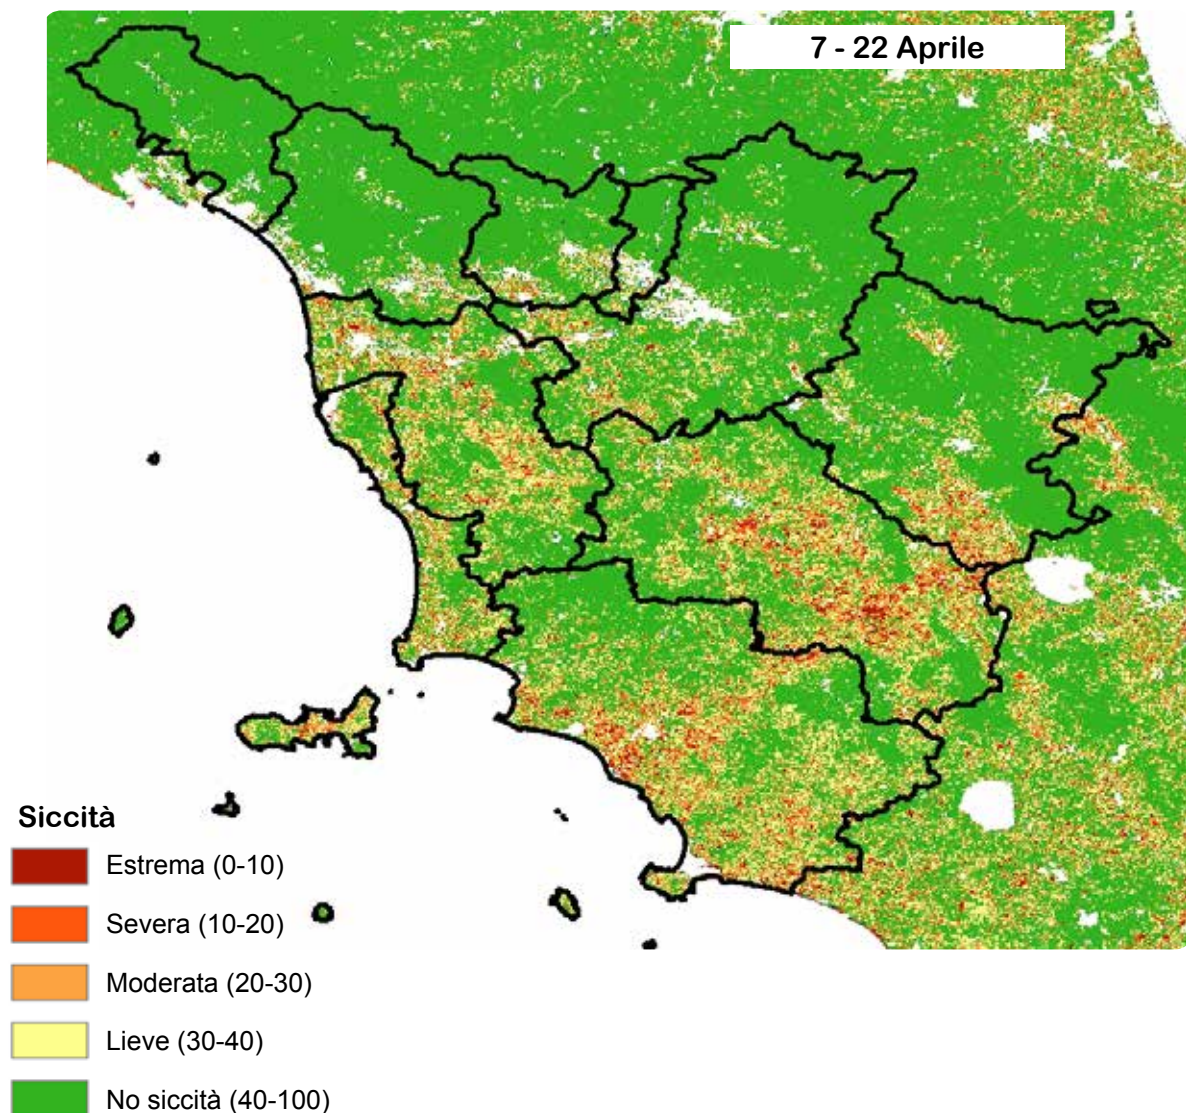 7 - 22 Aprile
Siccità
Estrema (0-10)
Severa (10-20)
Moderata (20-30)
Lieve (30-40)
No siccità (40-100)